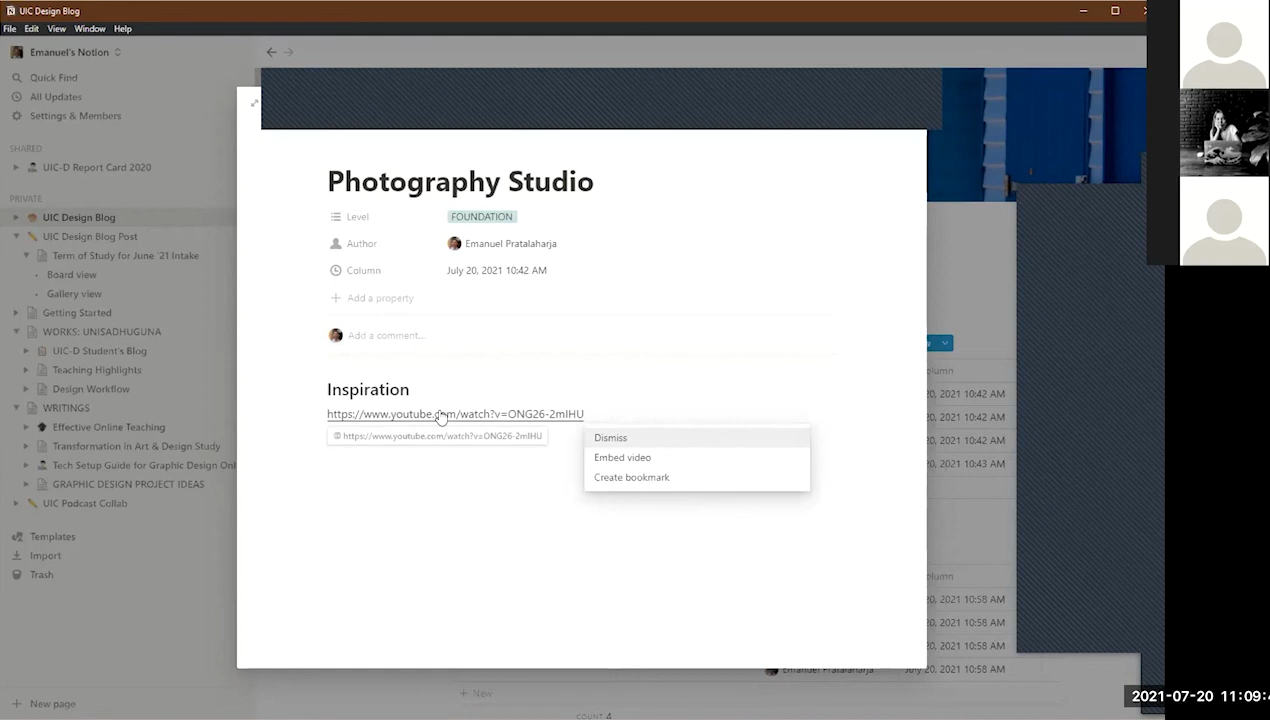 UIC Design Blog
File Edit View Window Help
Emanuel's Notion
Quick Find
All Updates
Settings & Members
SHARED
UIC-D Report Card 2020
PRIVATE
UIC Design Blog
UIC Design Blog Post
Term of Study for June '21 Intake
Board view
Gallery view
Getting Started
WORKS: UNISADHUGUNA
UIC-D Student's Blog
Teaching Highlights
Design Workflow
WRITINGS
Effective Online Teaching
Transformation in Art & Design Study
Tech Setup Guide for Graphic Design Onl
GRAPHIC DESIGN PROJECT IDEAS
UIC Podcast Collab
Templates
Import
Trash
New page
Photography Studio
Level FOUNDATION
Author Emanuel Pratalaharja
Column July 20, 2021 10:42 AM
Add a property
Add a comment...
Inspiration
https://www.youtube.com/watch?v=ONG26-2mIHU
https://www.youtube.com/watch?v=ONG26-2mIHU
Dismiss
Embed video
Create bookmark
olumn
20, 2021 10:42 AM
20, 2021 10:42 AM
20, 2021 10:42 AM
20, 2021 10:43 AM
olumn
20, 2021 10:58 AM
20, 2021 10:58 AM
20, 2021 10:58 AM
Emanuel Pratalaharja July 20, 2021 10:58 AM
New
COUNT 4
2021-07-20 11:09:4